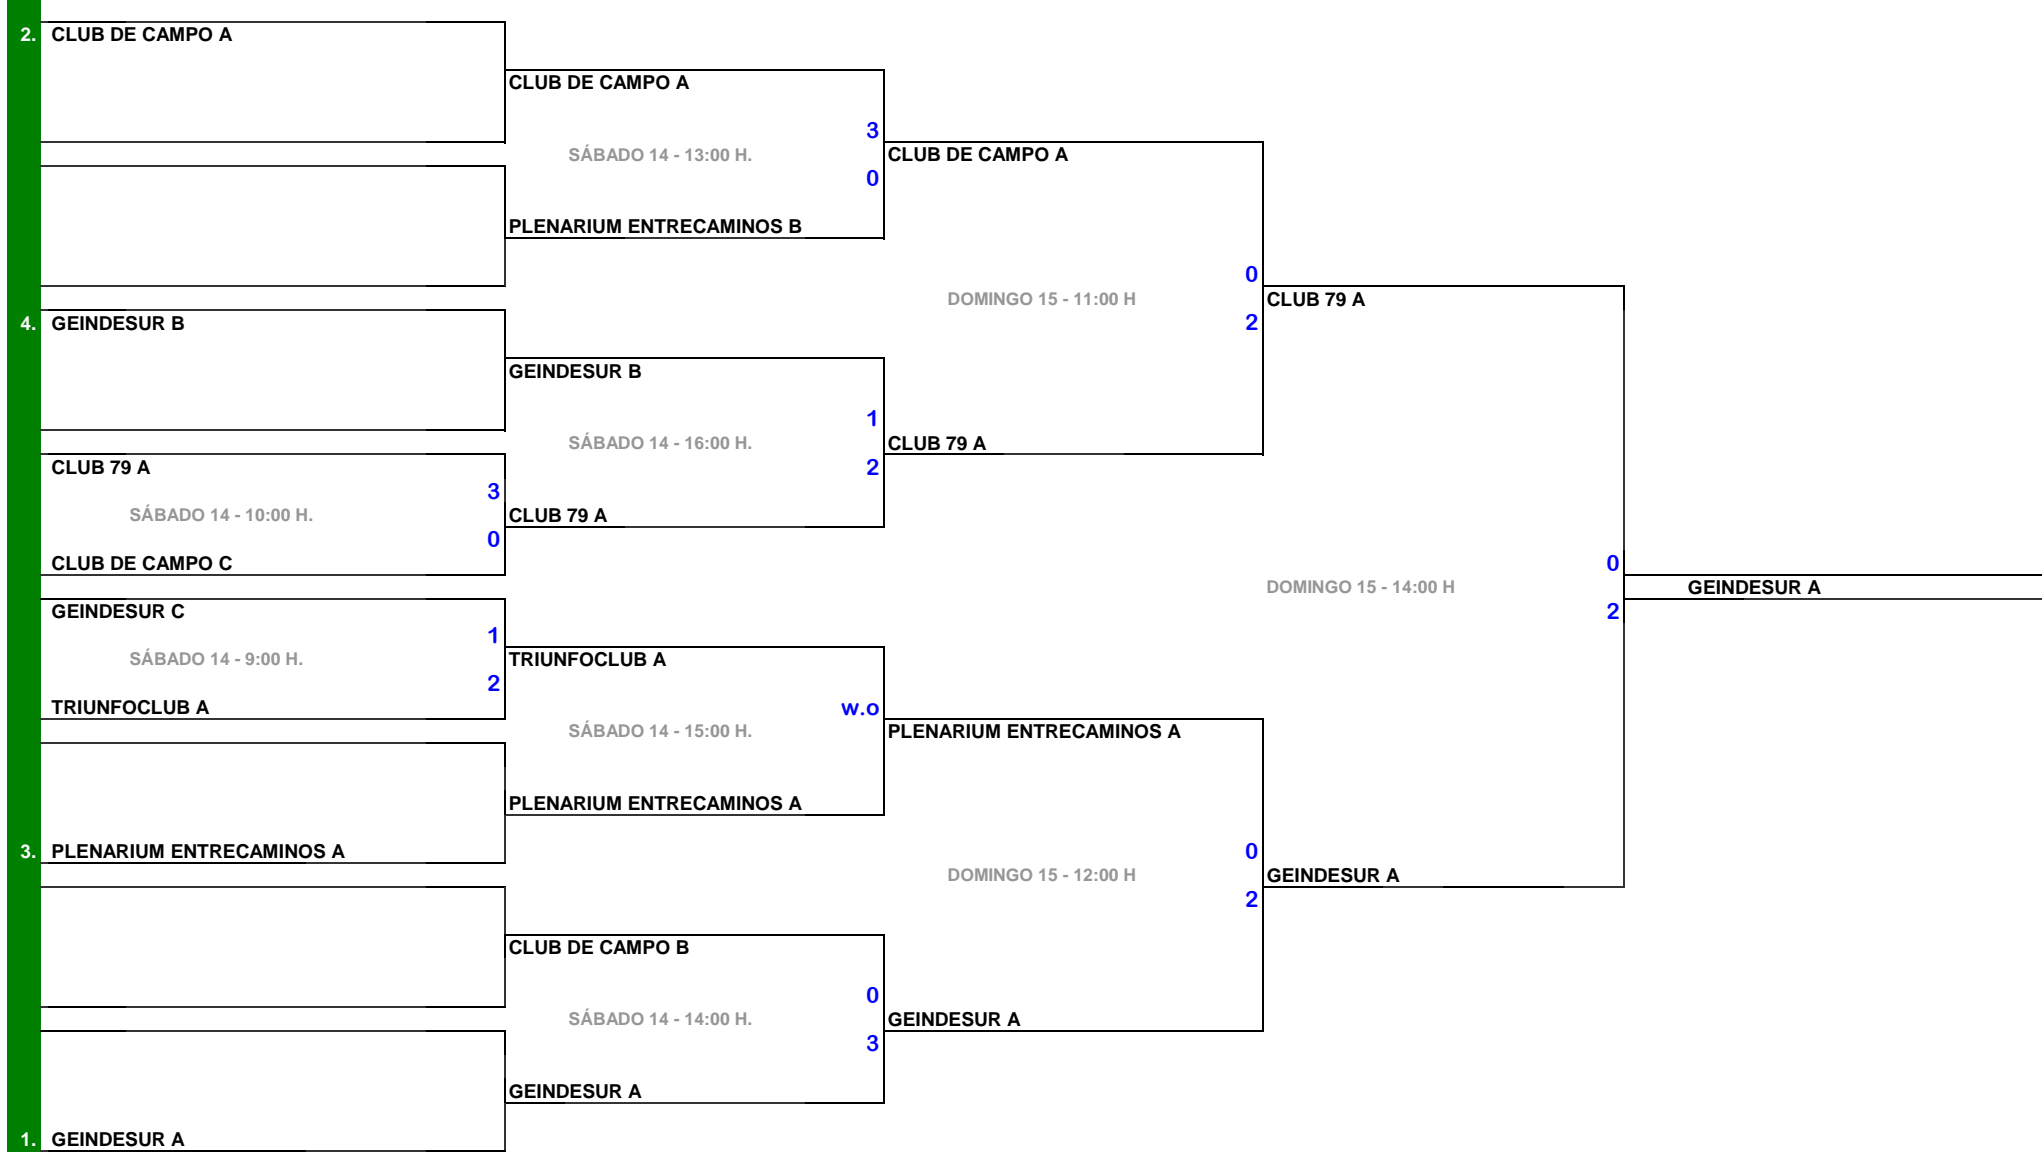 2. CLUB DE CAMPO A
CLUB DE CAMPO A
3
SÁBADO 14 - 13:00 H.
CLUB DE CAMPO A
0
PLENARIUM ENTRECAMINOS B
0
DOMINGO 15 - 11:00 H
CLUB 79 A
4. GEINDESUR B
2
GEINDESUR B
1
SÁBADO 14 - 16:00 H.
CLUB 79 A
CLUB 79 A
2
3
SÁBADO 14 - 10:00 H.
CLUB 79 A
0
CLUB DE CAMPO C
0
DOMINGO 15 - 14:00 H
GEINDESUR A
GEINDESUR C
2
1
SÁBADO 14 - 9:00 H.
TRIUNFOCLUB A
2
TRIUNFOCLUB A
w.o
SÁBADO 14 - 15:00 H.
PLENARIUM ENTRECAMINOS A
PLENARIUM ENTRECAMINOS A
3. PLENARIUM ENTRECAMINOS A
0
DOMINGO 15 - 12:00 H
GEINDESUR A
2
CLUB DE CAMPO B
0
SÁBADO 14 - 14:00 H.
GEINDESUR A
3
GEINDESUR A
1. GEINDESUR A